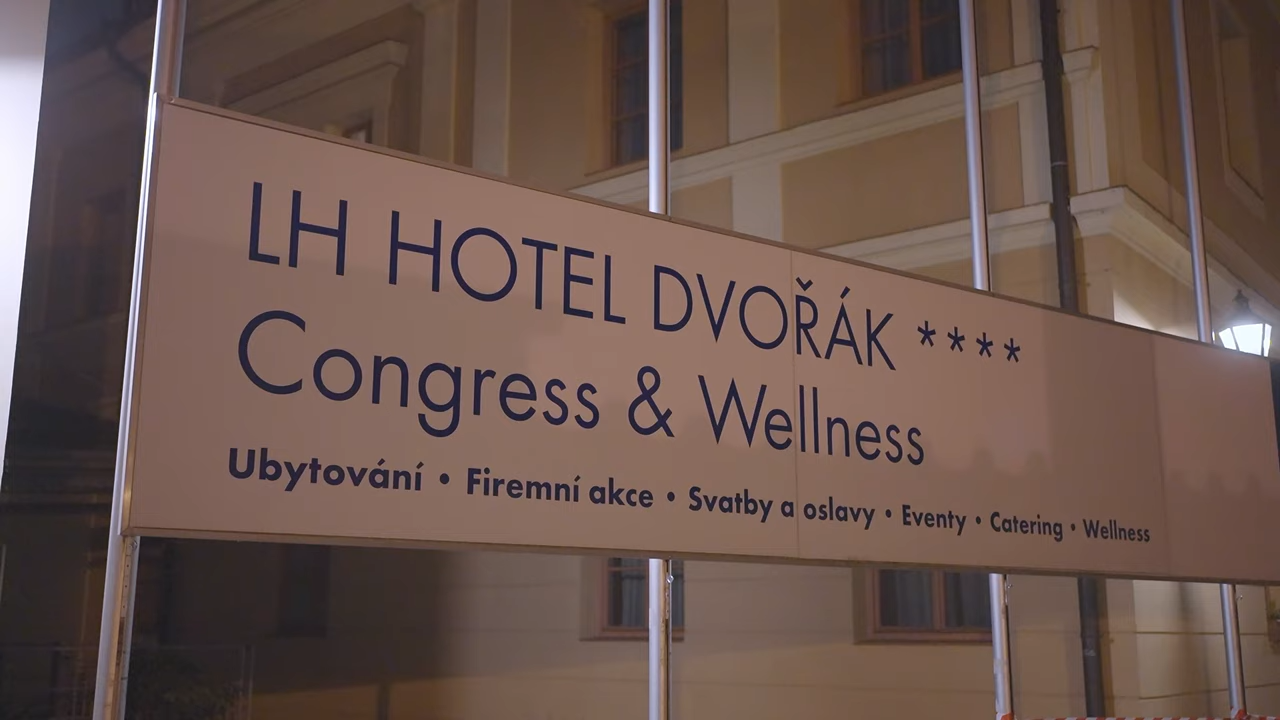 LH HOTEL DVOŘÁK ****
Congress & Wellness
Ubytování • Firemní akce • Svatby a oslavy • Eventy • Catering • Wellness